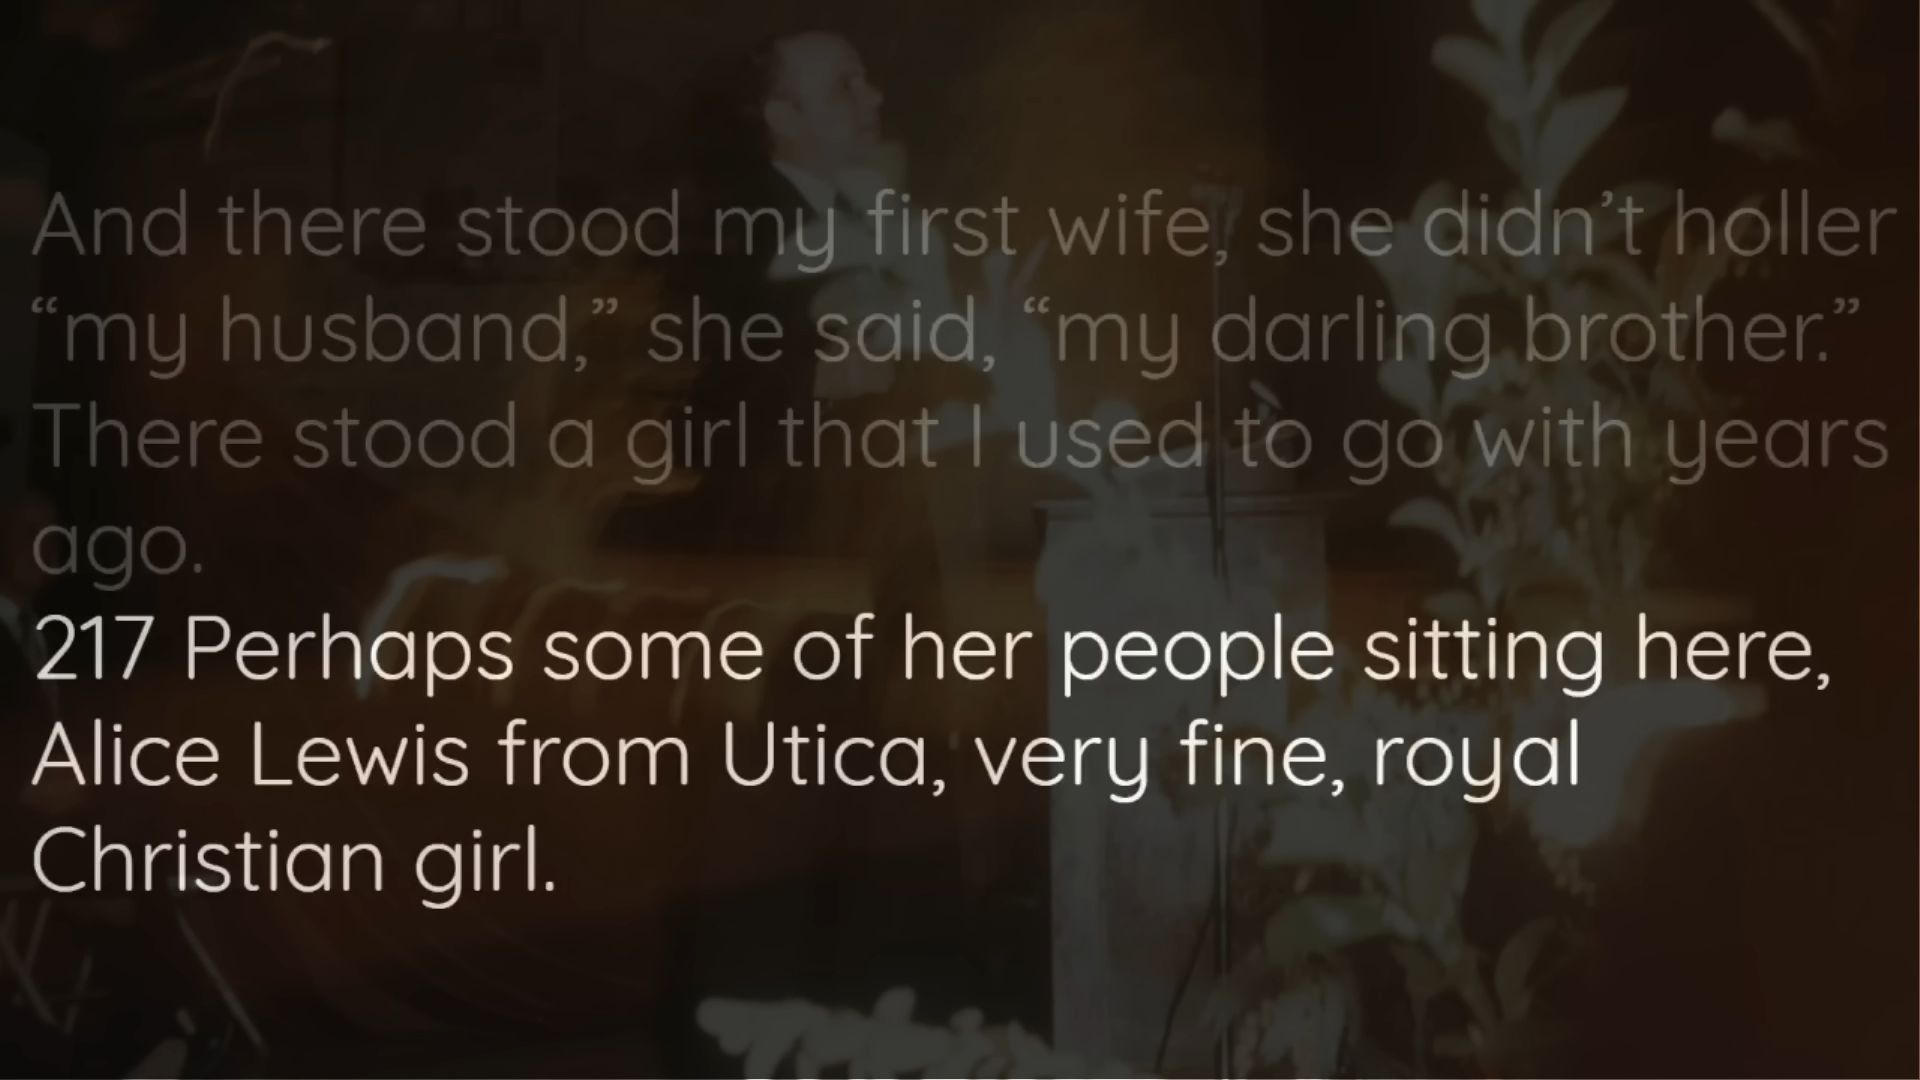 And there stood my first wife, she didn’t holler
“my husband,” she said, “my darling brother.”
There stood a girl that I used to go with years
ago.
217 Perhaps some of her people sitting here,
Alice Lewis from Utica, very fine, royal
Christian girl.